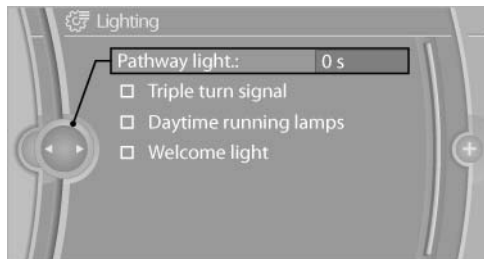 Lighting
Pathway light.: 0 s
Triple turn signal
Daytime running lamps
Welcome light